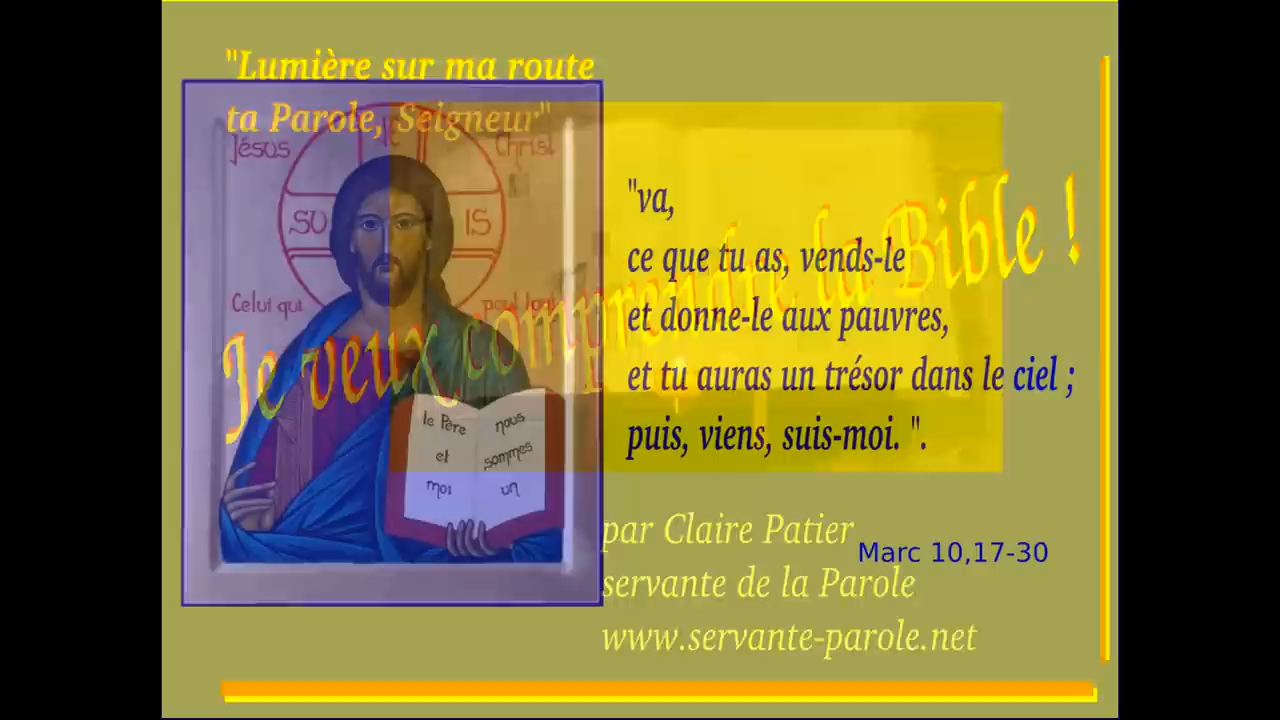 "Lumière sur ma route
ta Parole, Seigneur"
Jésus
Christ
SU
IS
Celui qui
Je veux comprendre la Bible !
le Père
et
moi
nous
sommes
un
"va,
ce que tu as, vends-le
et donne-le aux pauvres,
et tu auras un trésor dans le ciel ;
puis, viens, suis-moi. ".
par Claire Patier
Marc 10,17-30
servante de la Parole
www.servante-parole.net